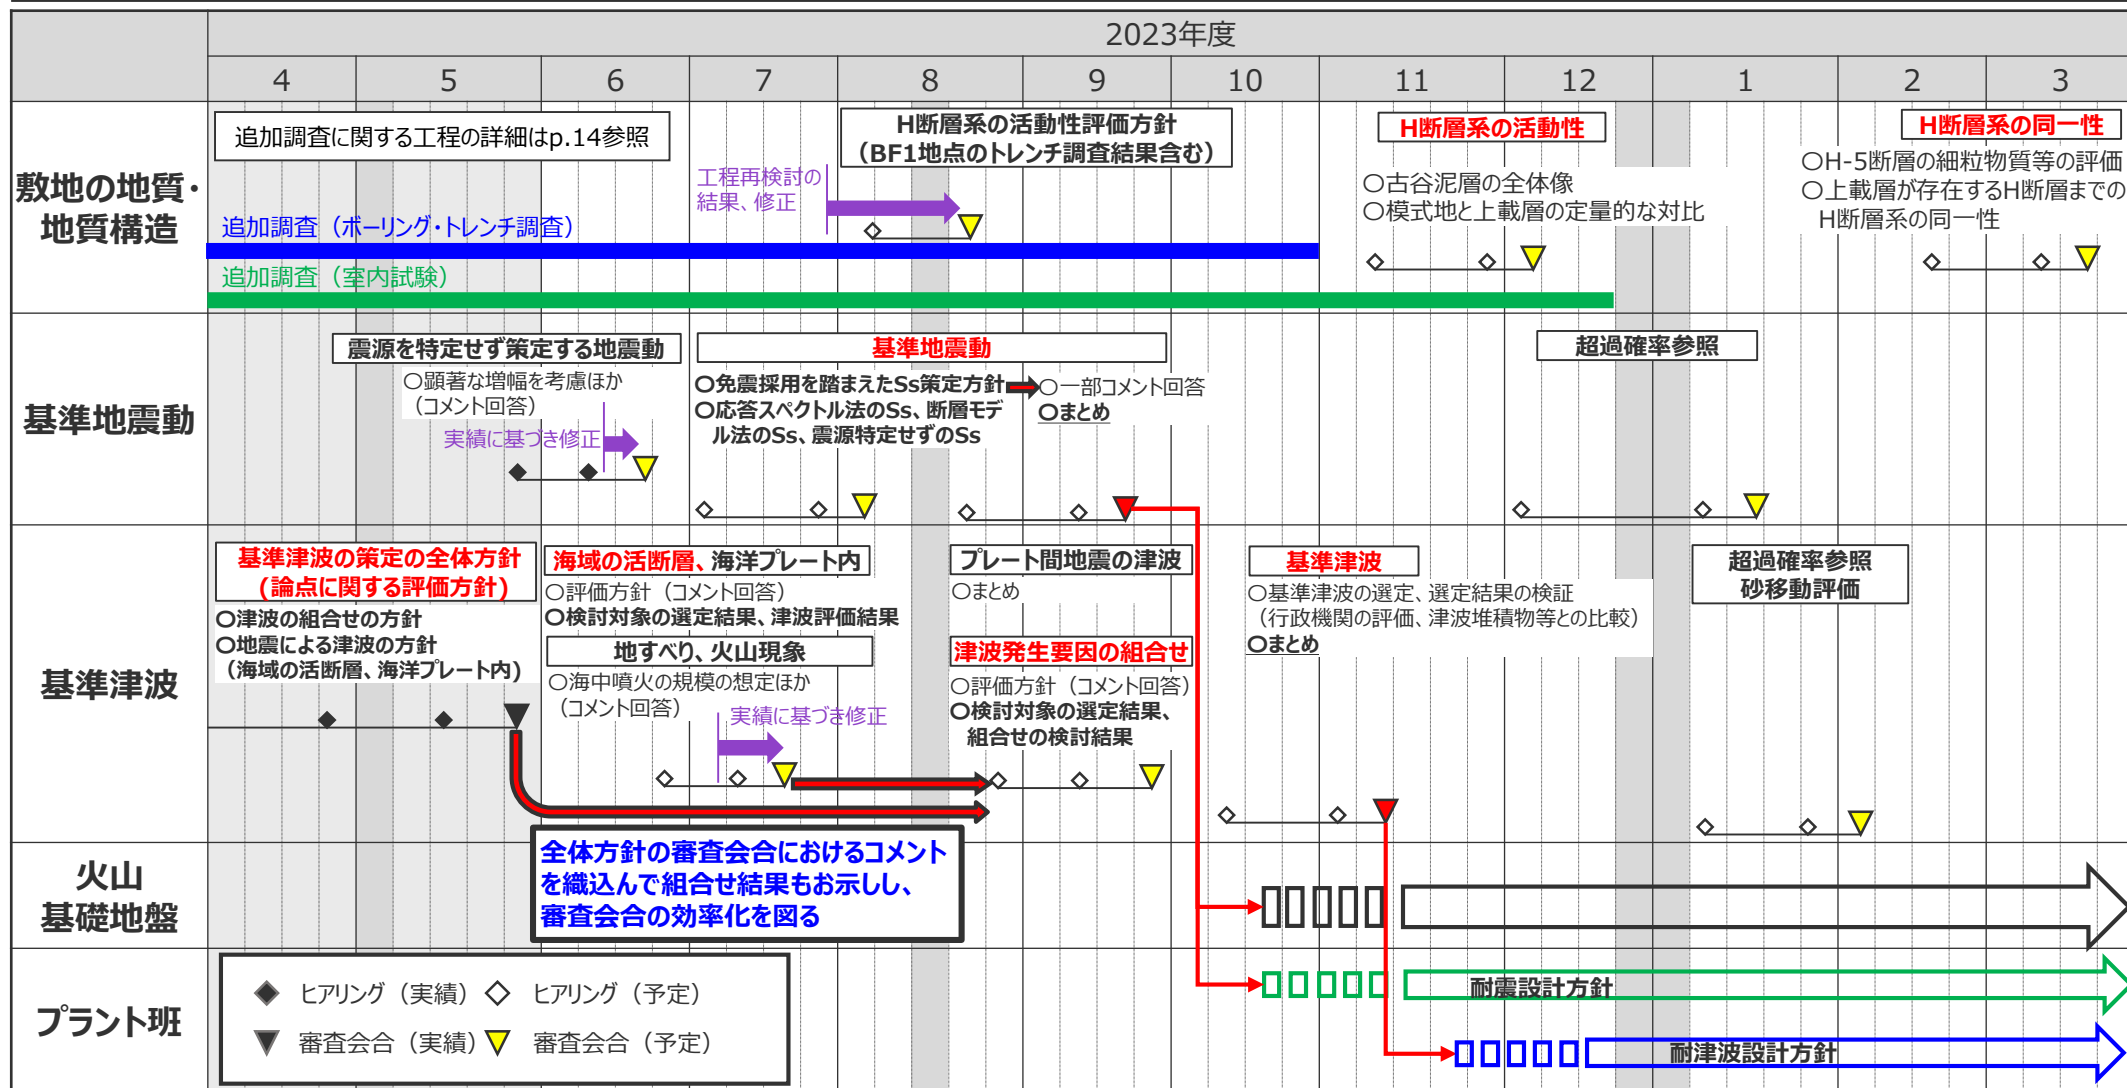 2023年度
4 5 6 7 8 9 10 11 12 1 2 3
敷地の地質・
地質構造
追加調査に関する工程の詳細はp.14参照
H断層系の活動性評価方針
（BF1地点のトレンチ調査結果含む）
工程再検討の
結果、修正
追加調査（ボーリング・トレンチ調査）
追加調査（室内試験）
H断層系の活動性
〇古谷泥層の全体像
〇模式地と上載層の定量的な対比
H断層系の同一性
〇H-5断層の細粒物質等の評価
〇上載層が存在するH断層までの
H断層系の同一性
基準地震動
震源を特定せず策定する地震動
〇顕著な増幅を考慮ほか
（コメント回答）
実績に基づき修正
基準地震動
〇免震採用を踏まえたSs策定方針
〇応答スペクトル法のSs、断層モデ
ル法のSs、震源特定せずのSs
〇一部コメント回答
〇まとめ
超過確率参照
基準津波
基準津波の策定の全体方針
(論点に関する評価方針)
〇津波の組合せの方針
〇地震による津波の方針
（海域の活断層、海洋プレート内）
海域の活断層、海洋プレート内
〇評価方針（コメント回答）
〇検討対象の選定結果、津波評価結果
地すべり、火山現象
〇海中噴火の規模の想定ほか
（コメント回答）
実績に基づき修正
プレート間地震の津波
〇まとめ
津波発生要因の組合せ
〇評価方針（コメント回答）
〇検討対象の選定結果、
組合せの検討結果
基準津波
〇基準津波の選定、選定結果の検証
（行政機関の評価、津波堆積物等との比較）
〇まとめ
超過確率参照
砂移動評価
全体方針の審査会合におけるコメント
を織込んで組合せ結果もお示しし、
審査会合の効率化を図る
火山
基礎地盤
プラント班
ヒアリング（実績） ヒアリング（予定）
審査会合（実績） 審査会合（予定）
耐震設計方針
耐津波設計方針